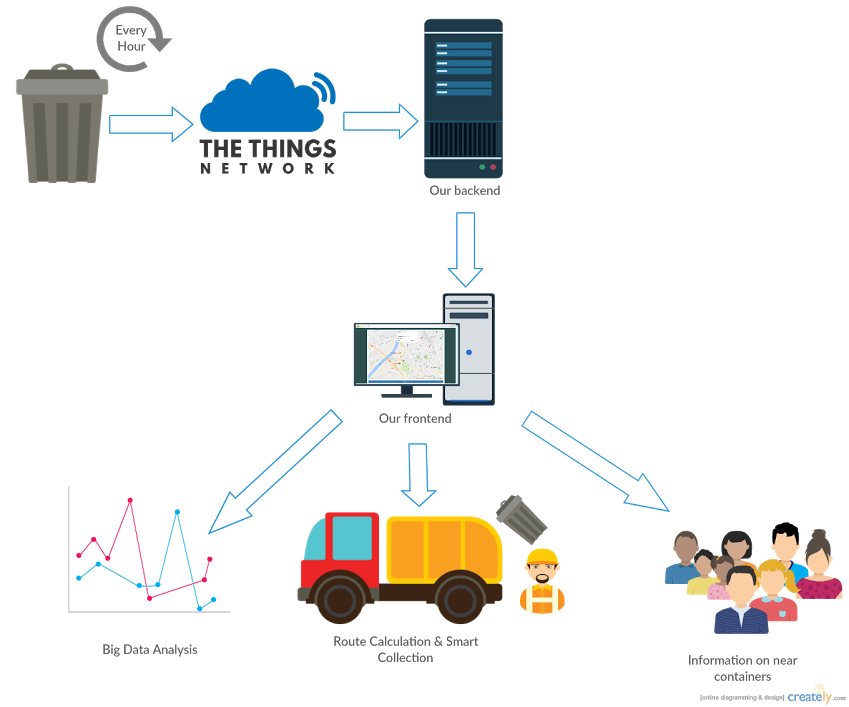 Every
Hour
THE THINGS
NETWORK
Our backend
Our frontend
Big Data Analysis
Route Calculation & Smart
Collection
Information on near
containers
[online diagramming & design] creately.com